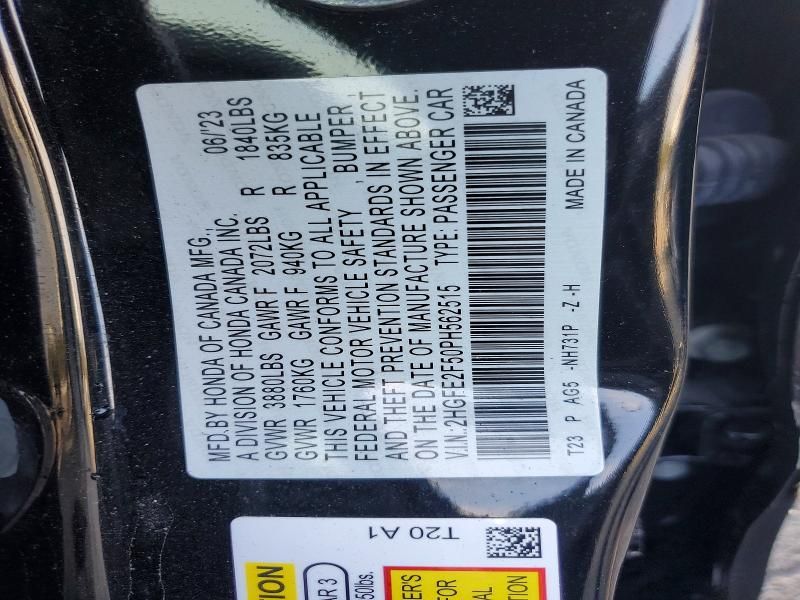 MFD.BY HONDA OF CANADA MFG., 06/'23
A DIVISION OF HONDA CANADA INC.
GVWR 3880LBS GAWR F 2072LBS R 1840LBS
GVWR 1760KG GAWR F 940KG R 835KG
THIS VEHICLE CONFORMS TO ALL APPLICABLE
FEDERAL MOTOR VEHICLE SAFETY , BUMPER ,
AND THEFT PREVENTION STANDARDS IN EFFECT
ON THE DATE OF MANUFACTURE SHOWN ABOVE.
V.I.N.:2HGFE2F50PH562515 TYPE: PASSENGER CAR
T23 P AG5 -NH731P -Z -H MADE IN CANADA
T20 A1